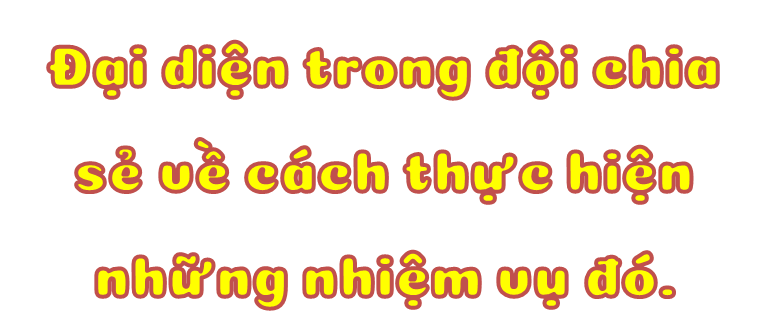 Đại diện trong đội chia
sẻ về cách thực hiện
những nhiệm vụ đó.